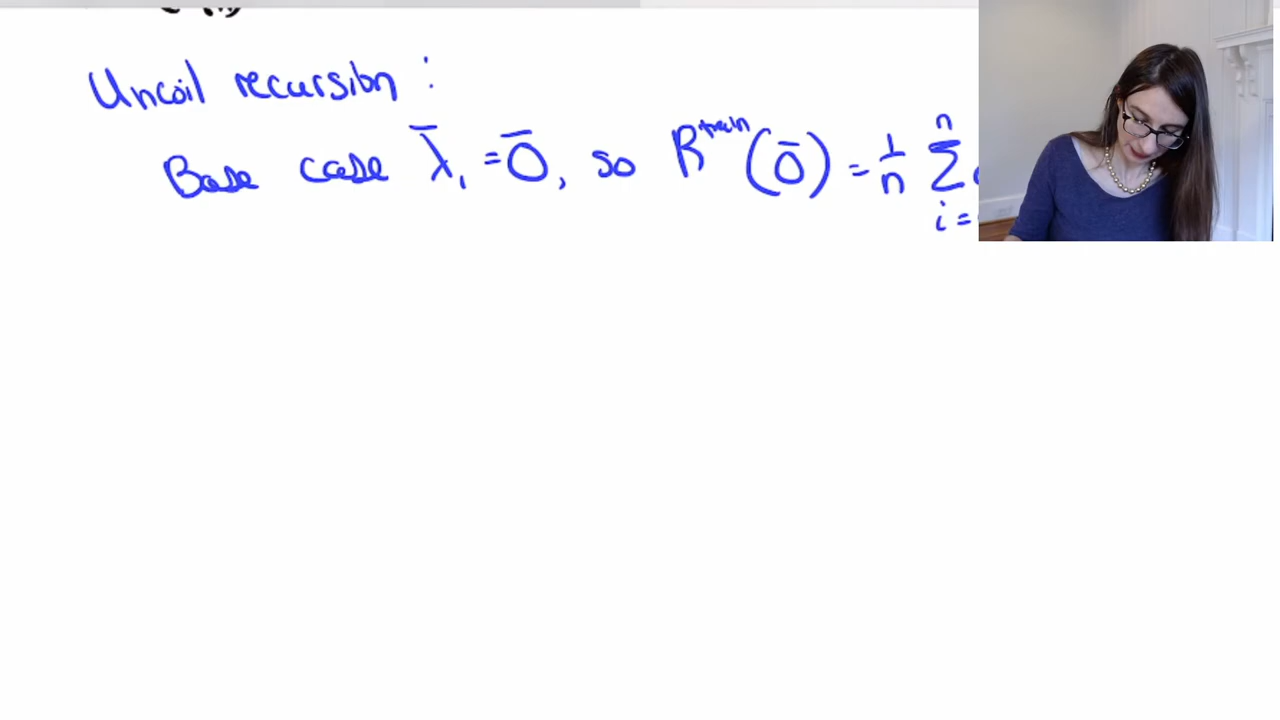 Uncoil recursion:
Base case λ̄₁ = 0̄, so R^train(0̄) = 1/n Σ_{i=}^{n}